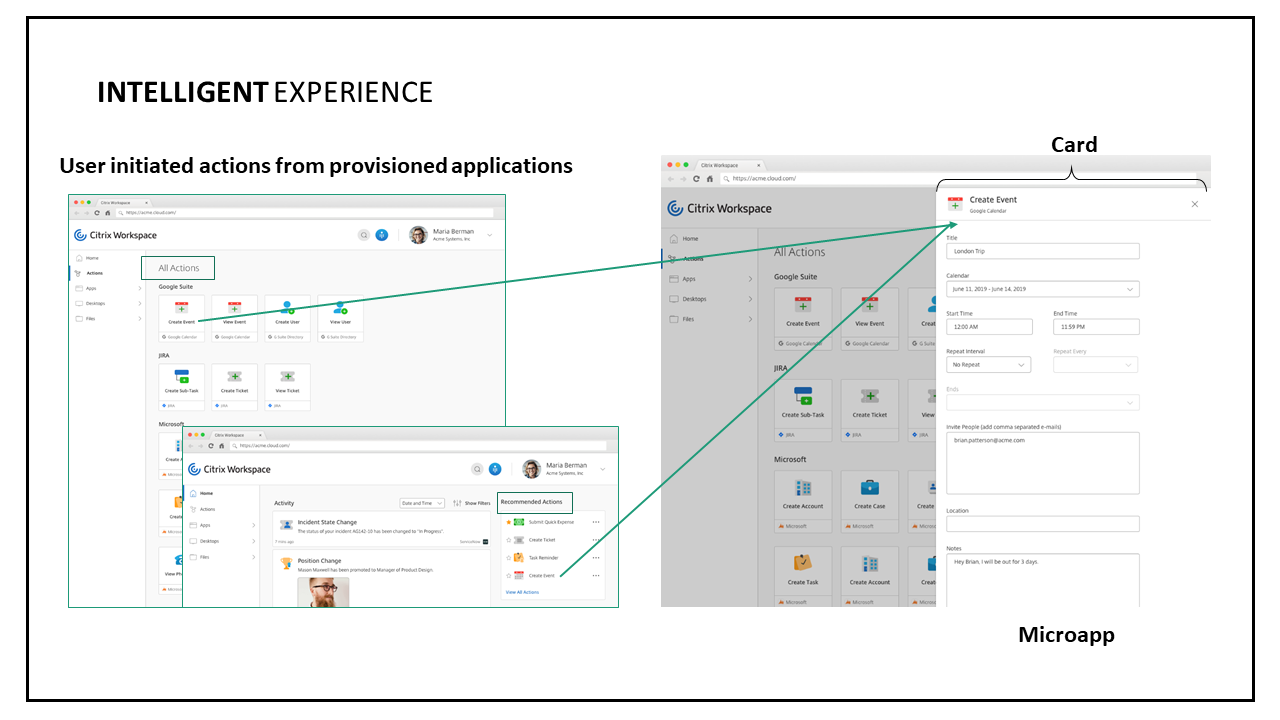 INTELLIGENT EXPERIENCE
User initiated actions from provisioned applications
Citrix Workspace
https://acme.cloud.com/
Citrix Workspace
Maria Berman
Acme Systems, Inc.
Home
Actions
Apps
Desktops
Files
All Actions
Google Suite
Create Event
View Event
Create User
View User
Google Calendar
Google Calendar
G Suite Directory
G Suite Directory
JIRA
Create Sub-Task
Create Ticket
View Ticket
JIRA
JIRA
JIRA
Microsoft
Citrix Workspace
https://acme.cloud.com/
Citrix Workspace
Maria Berman
Acme Systems, Inc
Home
Actions
Apps
Desktops
Files
Activity
Date and Time
Show Filters
Incident State Change
The status of your incident AG142-10 has been changed to "In Progress".
7 mins ago
ServiceNow
Position Change
Mason Maxwell has been promoted to Manager of Product Design.
Recommended Actions
Submit Quick Expense
Create Ticket
Task Reminder
Create Event
View All Actions
Card
Citrix Workspace
https://acme.cloud.com/
Citrix Workspace
Home
Actions
Apps
Desktops
Files
All Actions
Google Suite
Create Event
View Event
Creat
Google Calendar
Google Calendar
G Suite
JIRA
Create Sub-Task
Create Ticket
View
JIRA
JIRA
JIRA
Microsoft
Create Account
Create Case
Create
Microsoft
Microsoft
Micros
Create Task
Create Account
Creat
Microsoft
Microsoft
Micros
Create Event
Google Calendar
Title
London Trip
Calendar
June 11, 2019 - June 14, 2019
Start Time
End Time
12:00 AM
11:59 PM
Repeat Interval
Repeat Every
No Repeat
Ends
Invite People (add comma separated e-mails)
brian.patterson@acme.com
Location
Notes
Hey Brian, I will be out for 3 days
Microapp